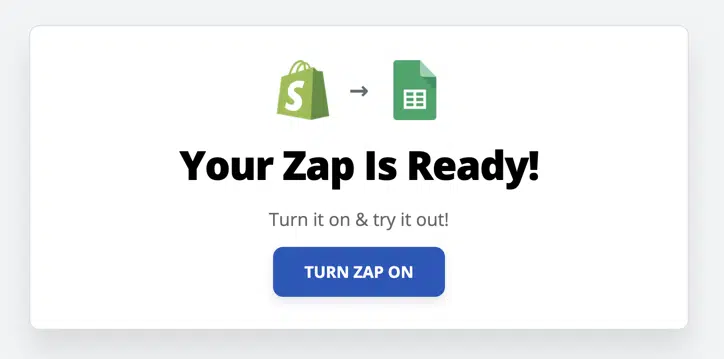 S
→
Your Zap Is Ready!
Turn it on & try it out!
TURN ZAP ON